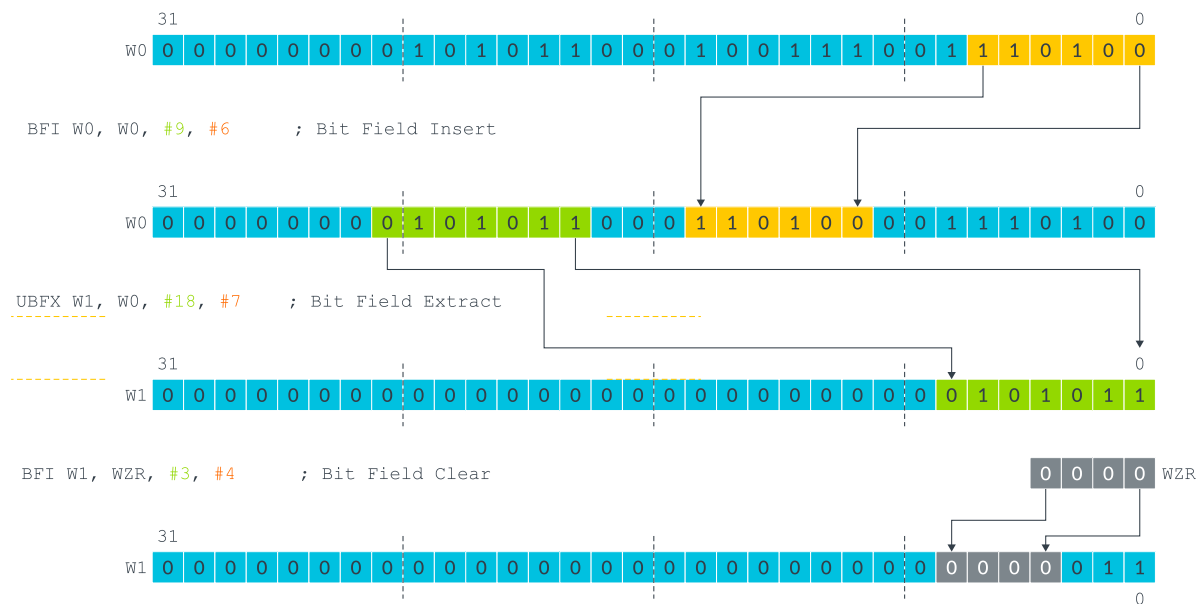 31 0
W0 0 0 0 0 0 0 0 0 1 0 1 0 1 1 0 0 0 1 0 0 1 1 1 0 0 1 1 1 0 1 0 0
BFI W0, W0, #9, #6 ; Bit Field Insert
31 0
W0 0 0 0 0 0 0 0 0 1 0 1 0 1 1 0 0 0 1 1 0 1 0 0 0 0 1 1 1 0 1 0 0
UBFX W1, W0, #18, #7 ; Bit Field Extract
31 0
W1 0 0 0 0 0 0 0 0 0 0 0 0 0 0 0 0 0 0 0 0 0 0 0 0 0 0 1 0 1 0 1 1
BFI W1, WZR, #3, #4 ; Bit Field Clear 0 0 0 0 WZR
31
W1 0 0 0 0 0 0 0 0 0 0 0 0 0 0 0 0 0 0 0 0 0 0 0 0 0 0 0 0 0 0 1 1
0